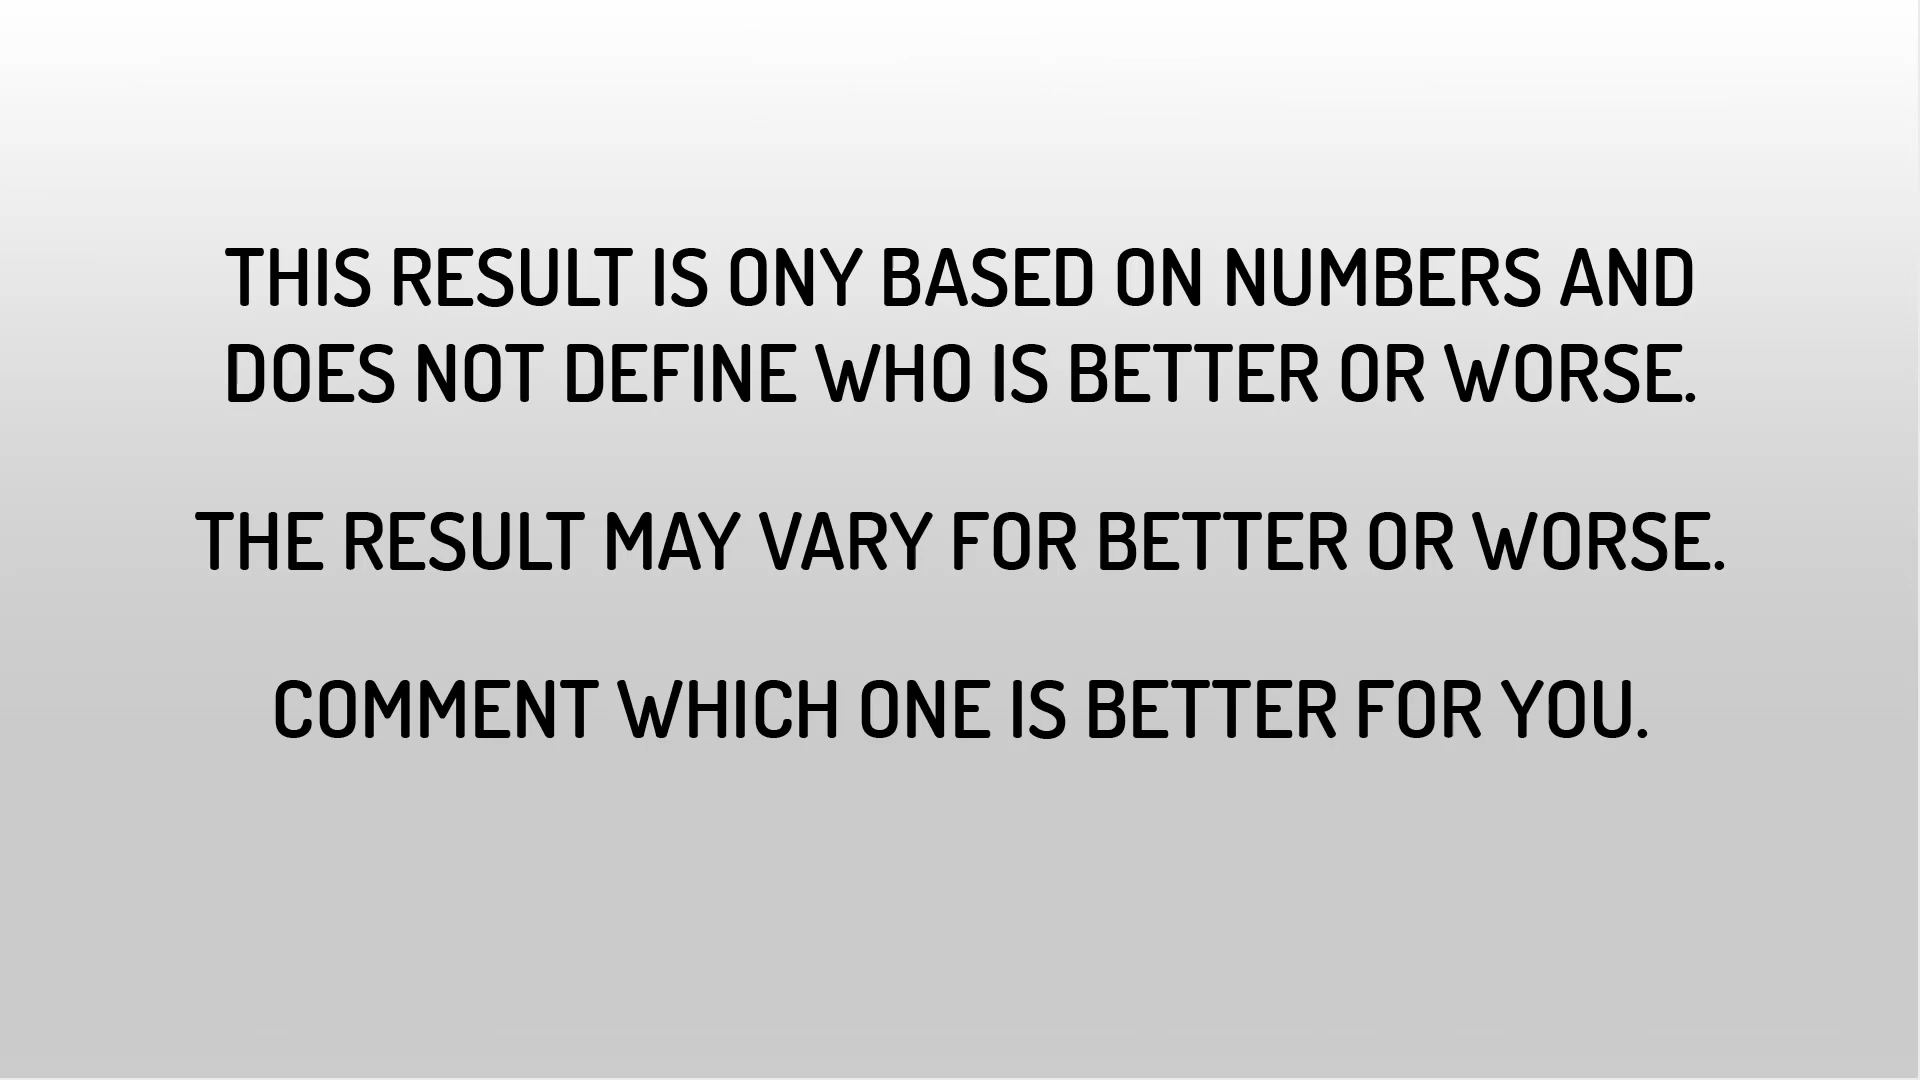 THIS RESULT IS ONY BASED ON NUMBERS AND
DOES NOT DEFINE WHO IS BETTER OR WORSE.
THE RESULT MAY VARY FOR BETTER OR WORSE.
COMMENT WHICH ONE IS BETTER FOR YOU.